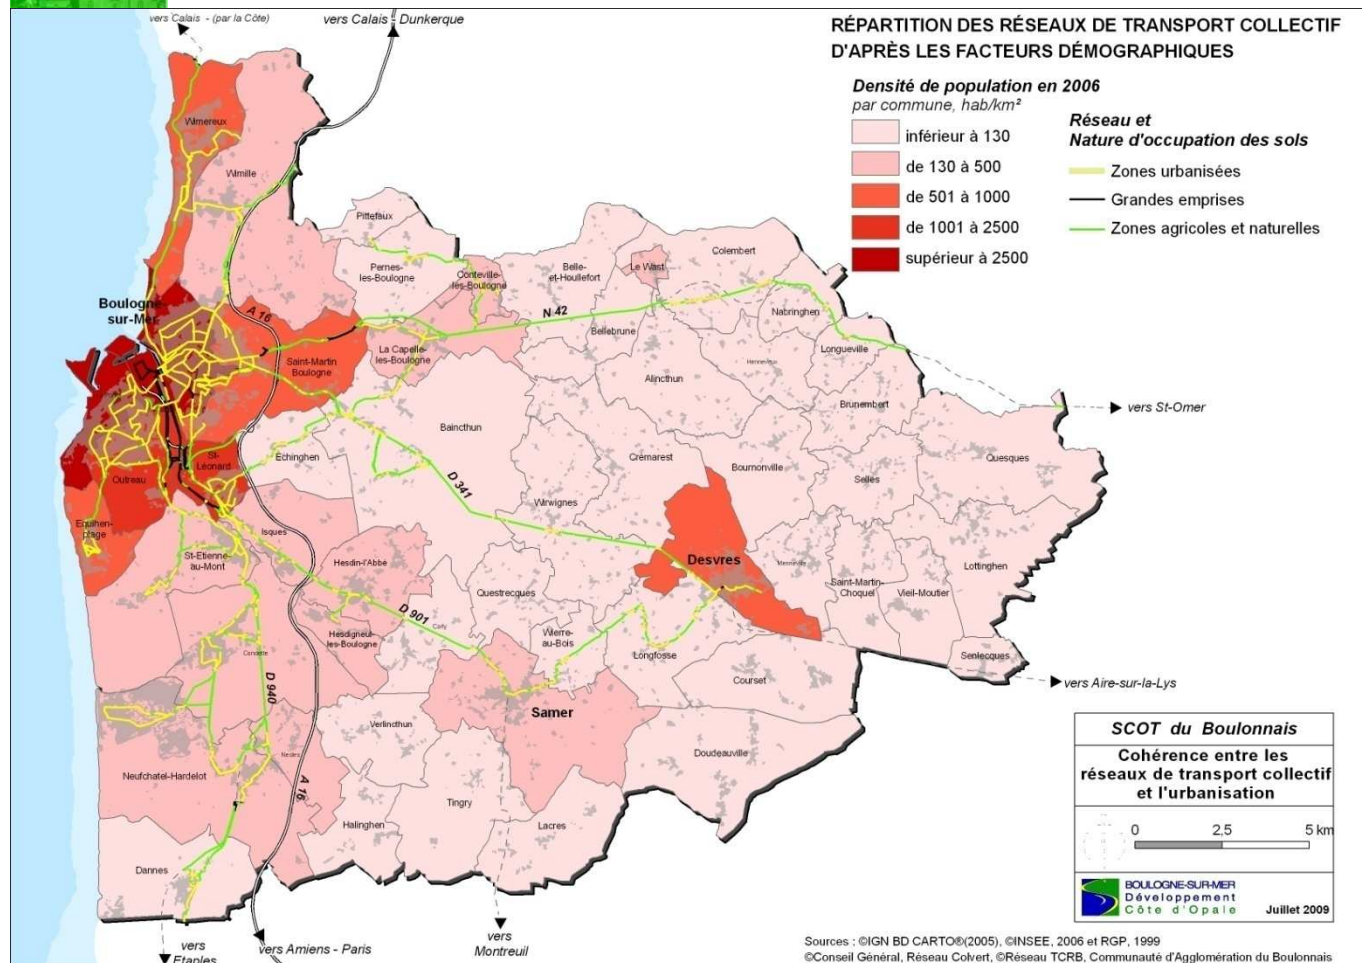 vers Calais - (par la Côte)
vers Calais - Dunkerque
RÉPARTITION DES RÉSEAUX DE TRANSPORT COLLECTIF
D'APRÈS LES FACTEURS DÉMOGRAPHIQUES
Densité de population en 2006
par commune, hab/km²
inférieur à 130
de 130 à 500
de 501 à 1000
de 1001 à 2500
supérieur à 2500
Réseau et
Nature d'occupation des sols
Zones urbanisées
Grandes emprises
Zones agricoles et naturelles
Wimereux
Wimille
Pittefaux
Pernes-
les-Boulogne
Conteville-
lès-Boulogne
Belle-
et-Houllefort
Le Wast
Colembert
Boulogne-
sur-Mer
A 16
N 42
Nabringhen
Bellebrune
Longueville
Saint-Martin
Boulogne
La Capelle-
les-Boulogne
Henneveux
Alincthun
Brunembert
vers St-Omer
Baincthun
Echinghen
Crémarest
Bournonville
Quesques
St-
Léonard
Outreau
Selles
D 341
Wirwignes
Equihen-
plage
Isques
St-Etienne-
au-Mont
Hesdin-l'Abbé
Desvres
Menneville
Lottinghen
Saint-Martin-
Choquel
Vieil-Moutier
Questrecques
D 901
Carly
Hesdigneul-
les-Boulogne
Wierre-
au-Bois
Longfosse
Senlecques
Condette
D 940
Courset
vers Aire-sur-la-Lys
Samer
Verlincthun
Nesles
Doudeauville
Neufchatel-Hardelot
A 16
Tingry
Halinghen
Lacres
Dannes
SCOT du Boulonnais
Cohérence entre les
réseaux de transport collectif
et l'urbanisation
0 2,5 5 km
BOULOGNE-SUR-MER
Développement
Côte d'Opale
Juillet 2009
vers
Etaples
vers Amiens - Paris
vers
Montreuil
Sources : ©IGN BD CARTO®(2005), ©INSEE, 2006 et RGP, 1999
©Conseil Général, Réseau Colvert, ©Réseau TCRB, Communauté d'Agglomération du Boulonnais